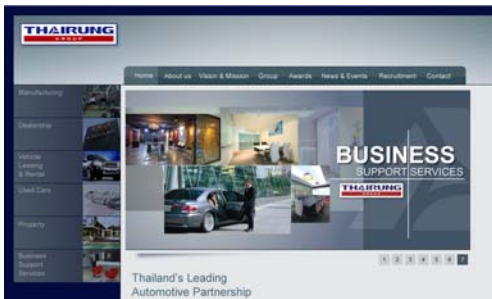 THAIRUNG
GROUP
Home About us Vision & Mission Group Awards News & Events Recruitment Contact
Manufacturing
Dealership
Vehicle
Leasing
& Rental
Used Cars
Property
Business
Support
Services
BUSINESS
SUPPORT SERVICES
THAIRUNG
GROUP
1 2 3 4 5 6 7
Thailand's Leading
Automotive Partnership